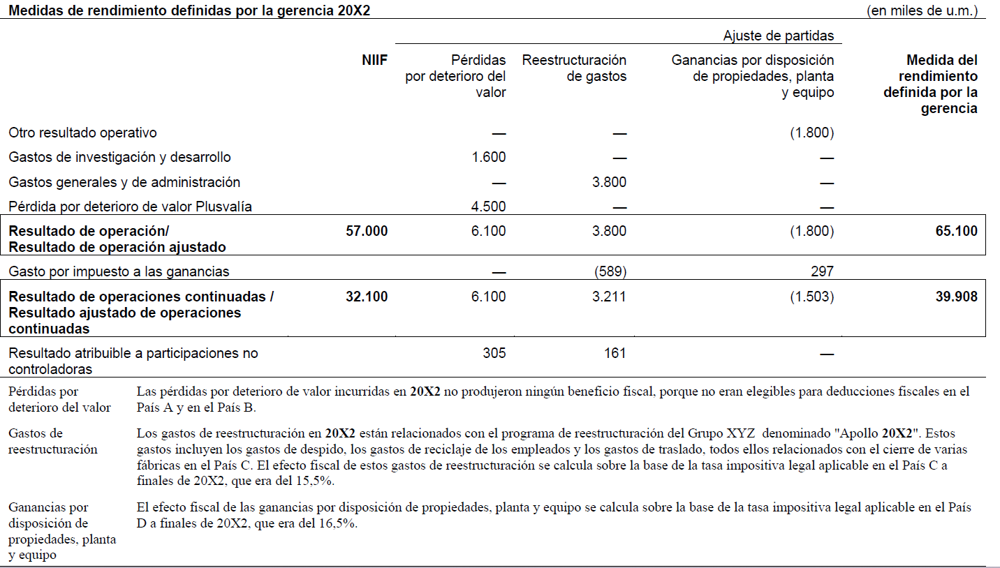 Medidas de rendimiento definidas por la gerencia 20X2 (en miles de u.m.)
Ajuste de partidas
NIIF Pérdidas Reestructuración Ganancias por disposición Medida del
por deterioro del de gastos de propiedades, planta rendimiento
valor y equipo definida por la
gerencia
Otro resultado operativo — — (1.800)
Gastos de investigación y desarrollo 1.600 — —
Gastos generales y de administración — 3.800 —
Pérdida por deterioro de valor Plusvalía 4.500 — —
Resultado de operación/ 57.000 6.100 3.800 (1.800) 65.100
Resultado de operación ajustado
Gasto por impuesto a las ganancias — (589) 297
Resultado de operaciones continuadas / 32.100 6.100 3.211 (1.503) 39.908
Resultado ajustado de operaciones
continuadas
Resultado atribuible a participaciones no 305 161 —
controladoras
Pérdidas por Las pérdidas por deterioro de valor incurridas en 20X2 no produjeron ningún beneficio fiscal, porque no eran elegibles para deducciones fiscales en el
deterioro del valor País A y en el País B.
Gastos de Los gastos de reestructuración en 20X2 están relacionados con el programa de reestructuración del Grupo XYZ denominado "Apollo 20X2". Estos
reestructuración gastos incluyen los gastos de despido, los gastos de reciclaje de los empleados y los gastos de traslado, todos ellos relacionados con el cierre de varias
fábricas en el País C. El efecto fiscal de estos gastos de reestructuración se calcula sobre la base de la tasa impositiva legal aplicable en el País C a
finales de 20X2, que era del 15,5%.
Ganancias por El efecto fiscal de las ganancias por disposición de propiedades, planta y equipo se calcula sobre la base de la tasa impositiva legal aplicable en el País
disposición de D a finales de 20X2, que era del 16,5%.
propiedades, planta
y equipo